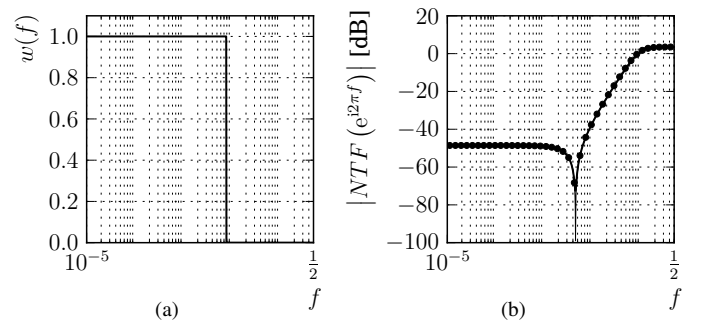 w(f)
1.0
0.8
0.6
0.4
0.2
0.0
10^{-5}
1/2
f
(a)
|NTF (e^{i2πf})| [dB]
20
0
−20
−40
−60
−80
−100
10^{-5}
1/2
f
(b)